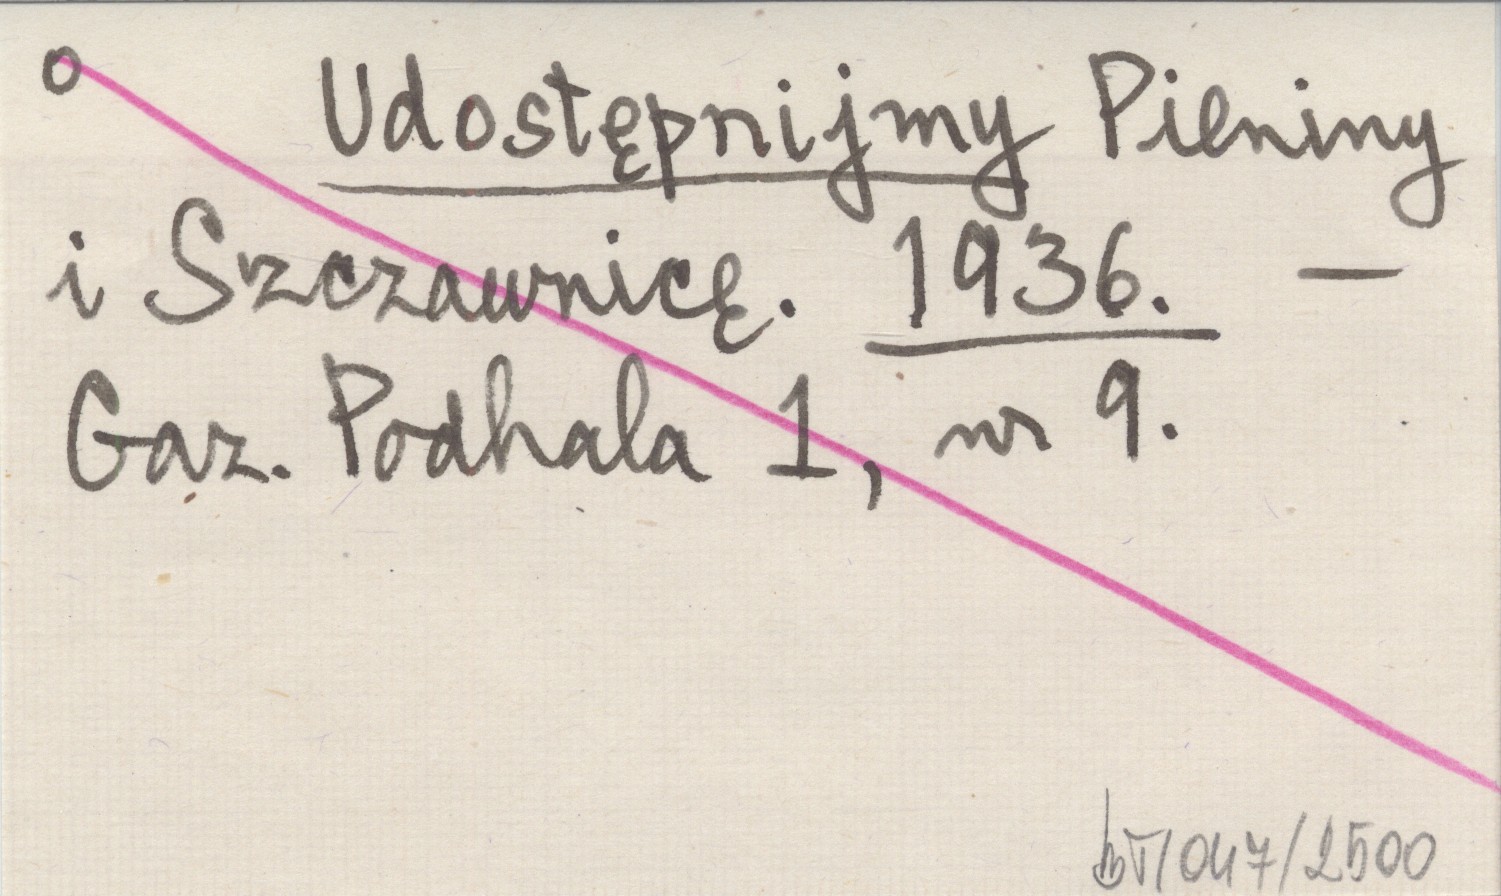 o Udostępnijmy Pieniny
i Szczawnicę. 1936. —
Gaz. Podhala 1, nr 9.
bT/047/2500